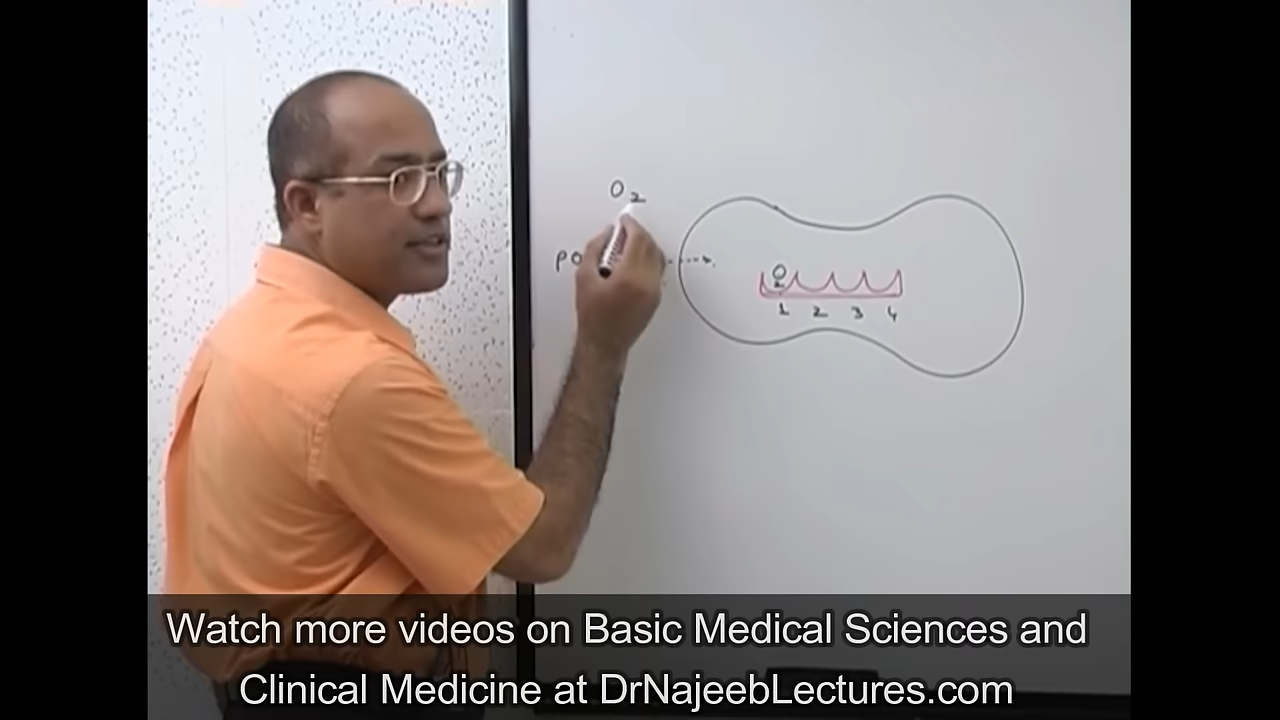 O2
PO
O2
1 2 3 4
Watch more videos on Basic Medical Sciences and
Clinical Medicine at DrNajeebLectures.com